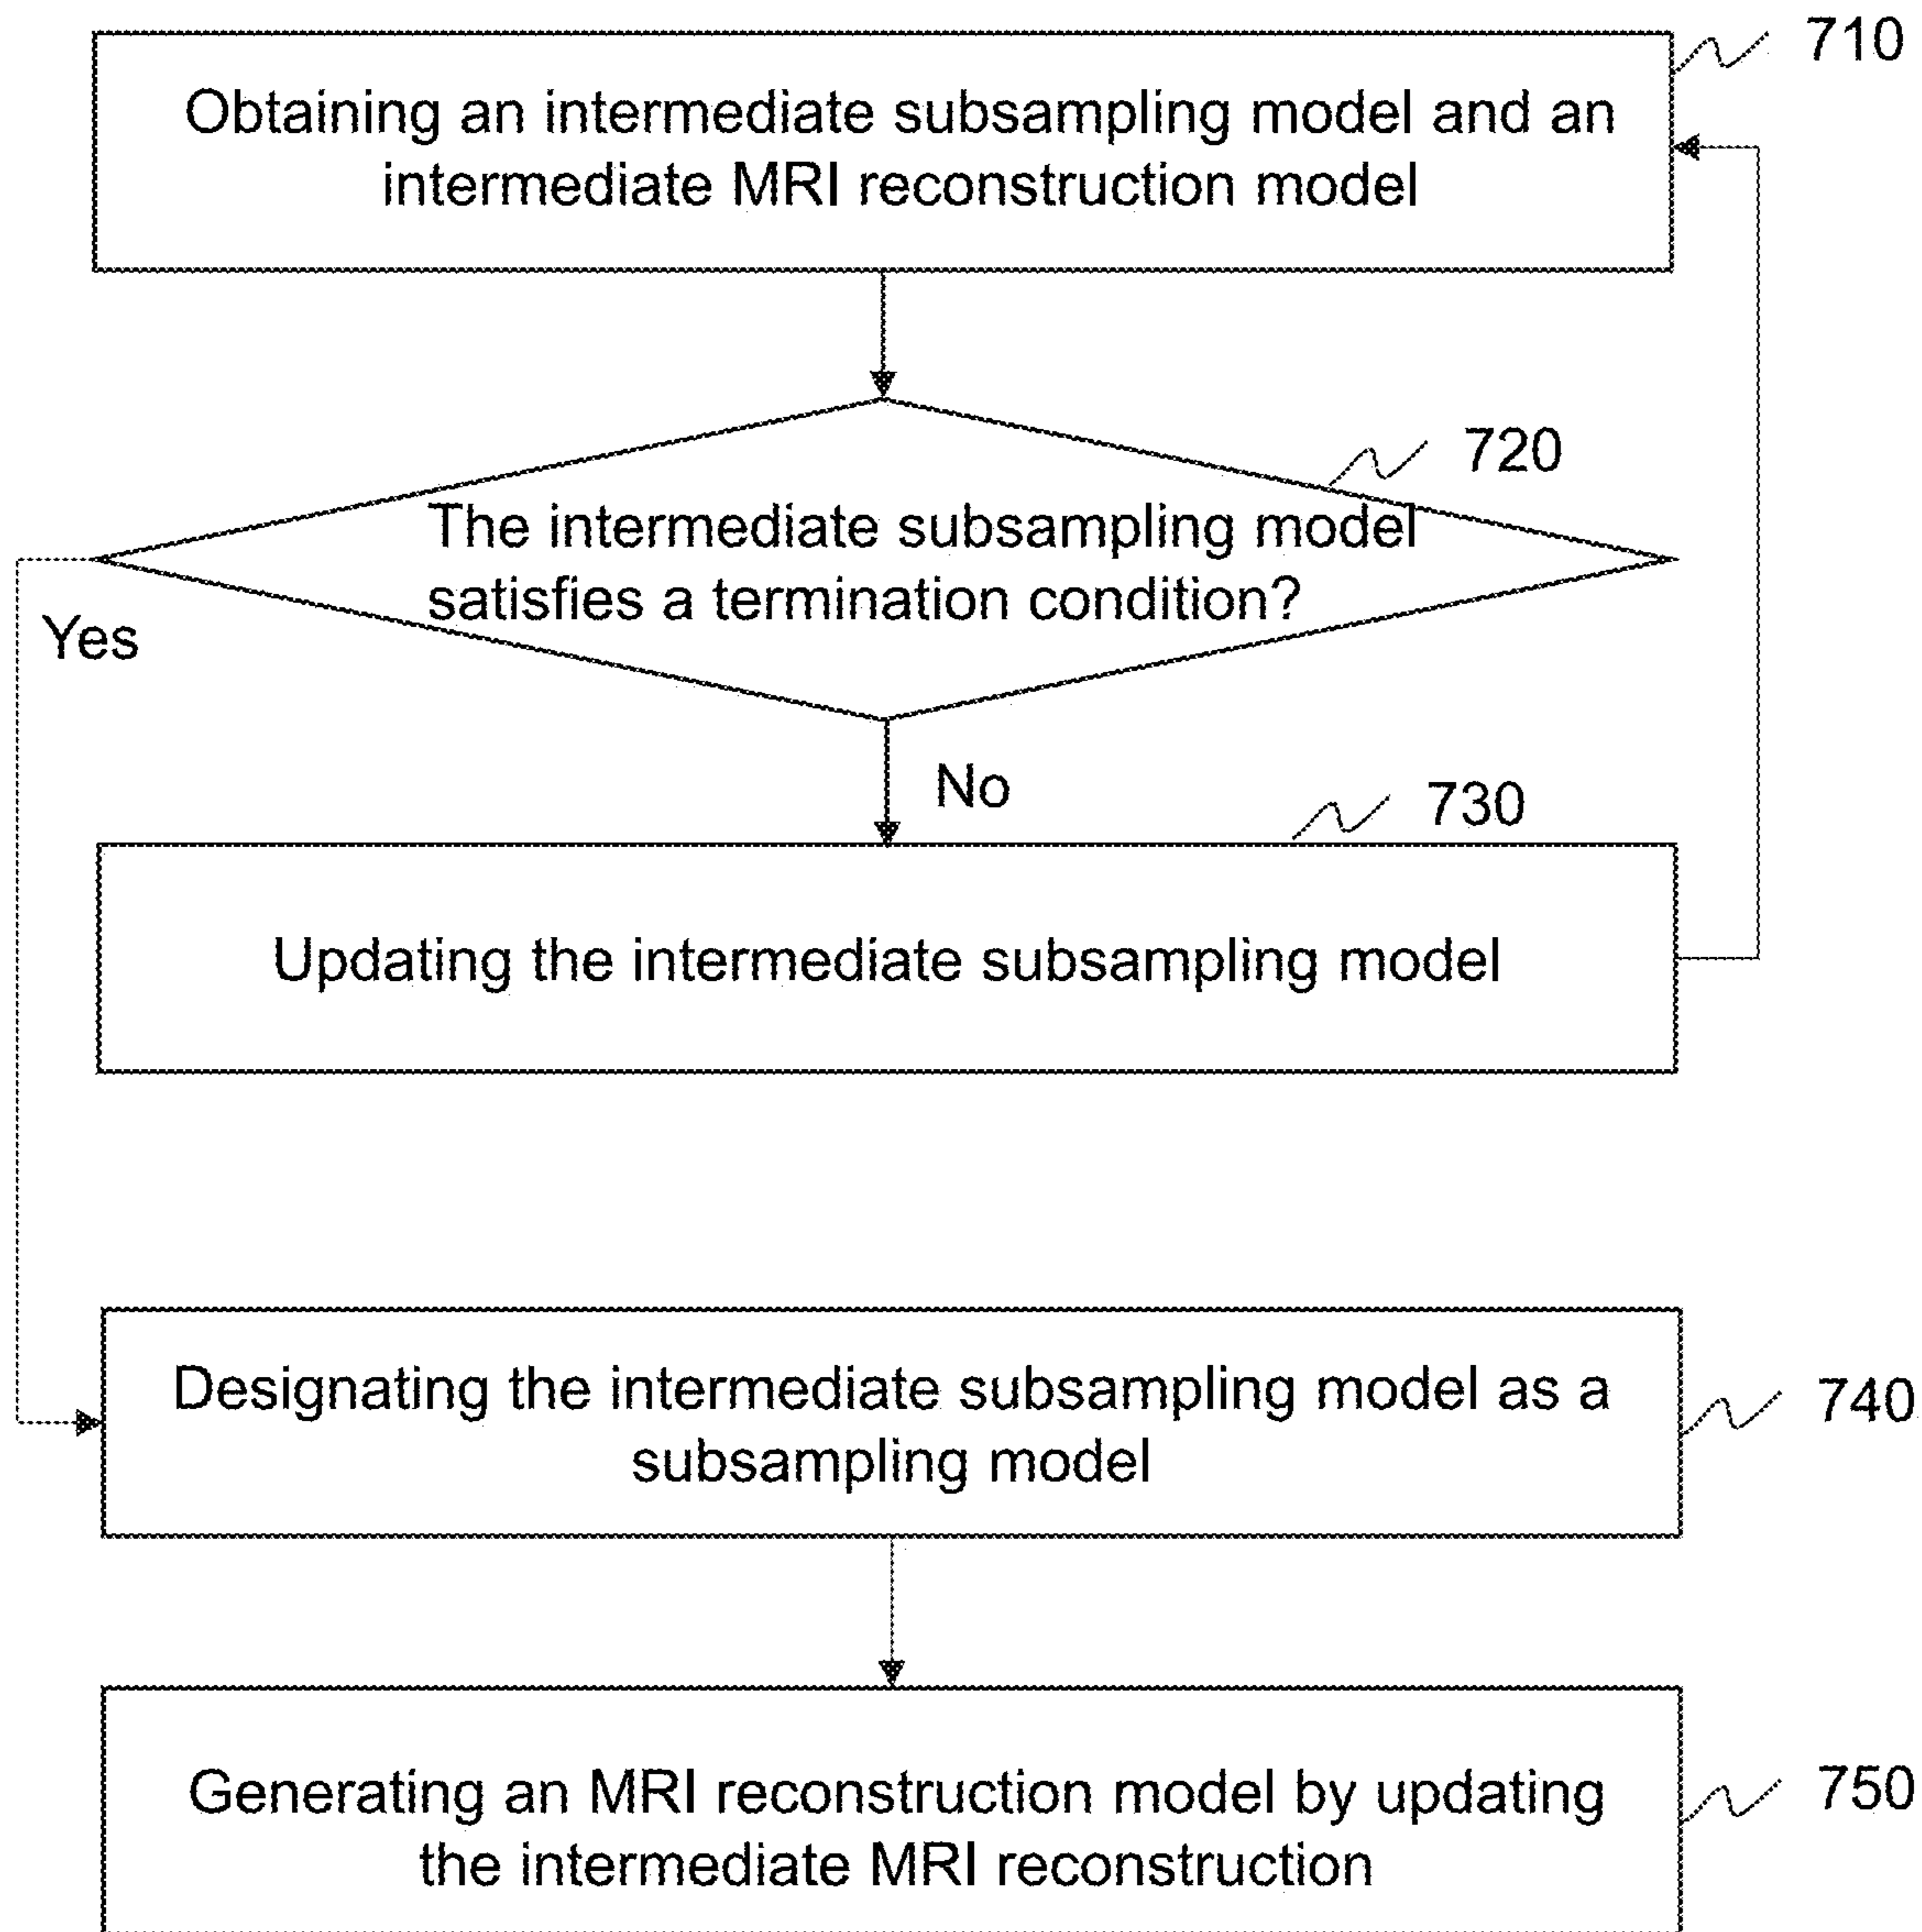 710
Obtaining an intermediate subsampling model and an
intermediate MRI reconstruction model
720
The intermediate subsampling model
satisfies a termination condition?
Yes
No
730
Updating the intermediate subsampling model
Designating the intermediate subsampling model as a
subsampling model
740
Generating an MRI reconstruction model by updating
the intermediate MRI reconstruction
750